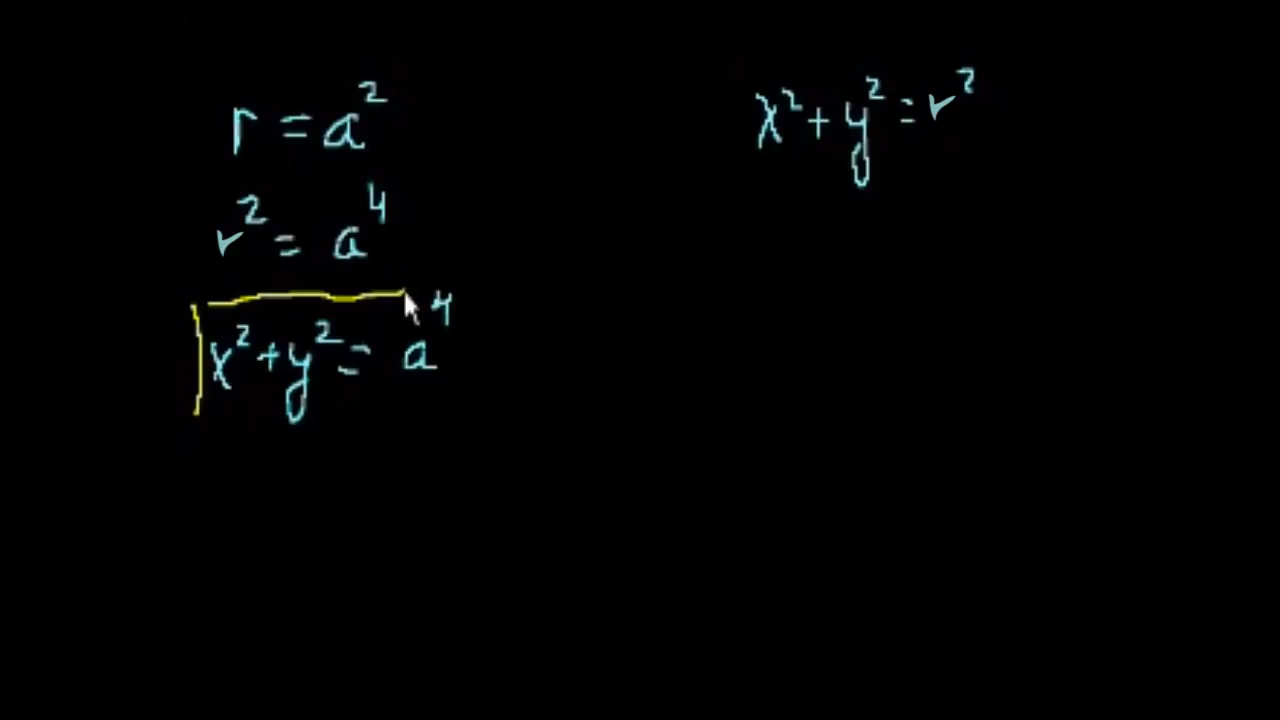 r = a²
r² = a⁴
x² + y² = a⁴
x² + y² = r²